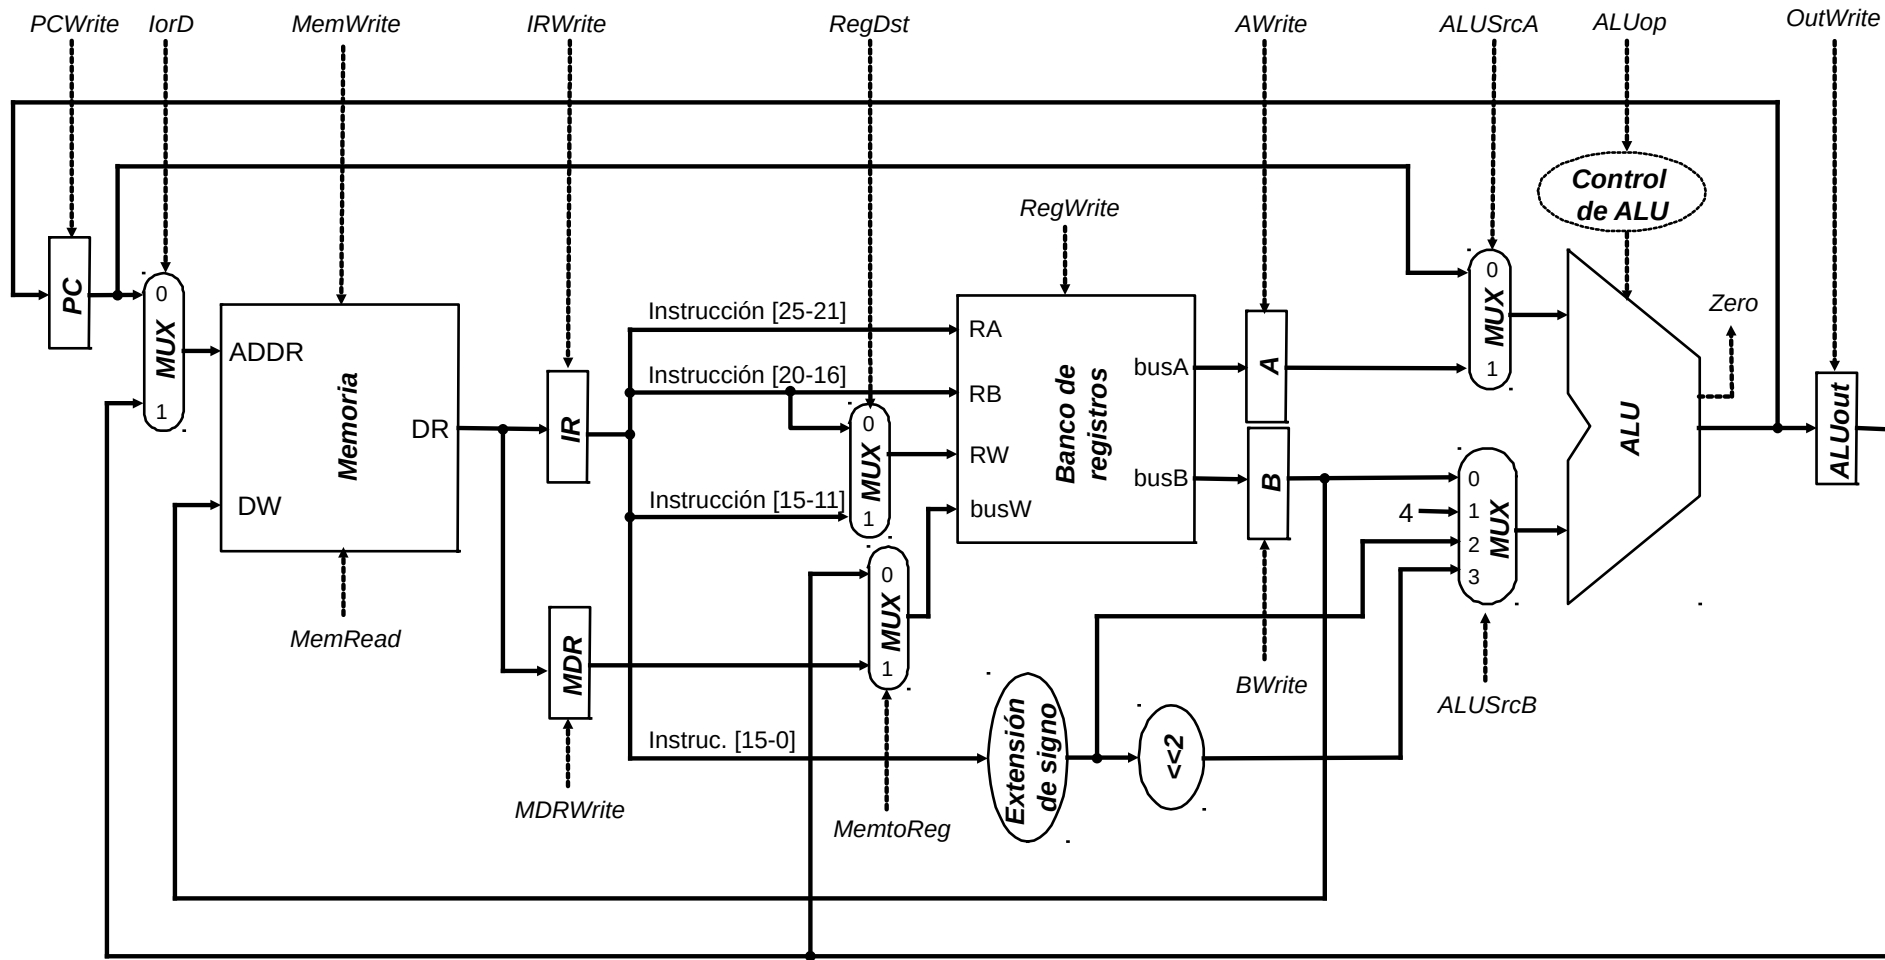 PCWrite
IorD
MemWrite
IRWrite
RegDst
AWrite
ALUSrcA
ALUop
OutWrite
Control
de ALU
RegWrite
PC
0
MUX
1
ADDR
Memoria
DR
DW
MemRead
IR
MDR
MDRWrite
Instrucción [25-21]
Instrucción [20-16]
Instrucción [15-11]
Instruc. [15-0]
0
MUX
1
0
MUX
1
MemtoReg
RA
RB
RW
busW
Banco de
registros
busA
busB
A
B
BWrite
Extensión
de signo
<<2
0
MUX
1
4
0
1
2
3
MUX
ALUSrcB
ALU
Zero
ALUout